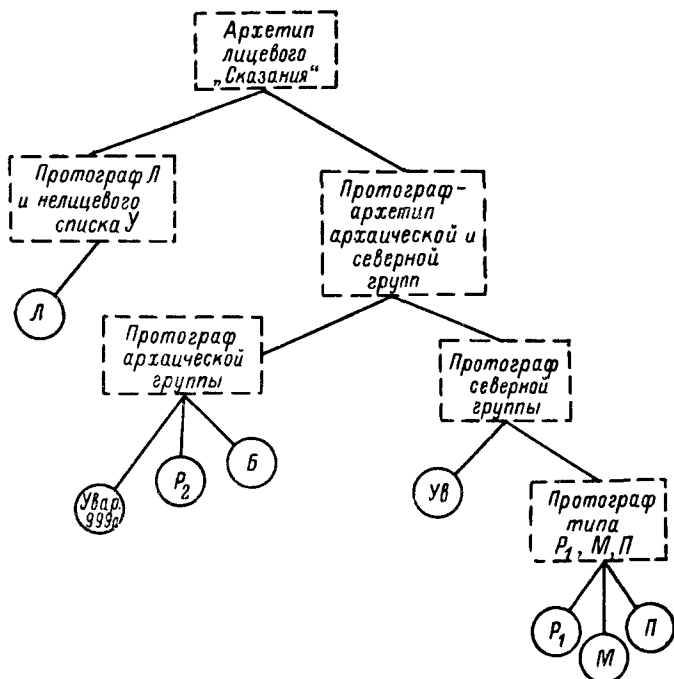 Архетип
лицевого
„Сказания“
Протограф Л
и нелицевого
списка У
Протограф-
архетип
архаической и
северной
групп
Л
Протограф
архаической
группы
Протограф
северной
группы
Увар.
999а
Р₂
Б
Ув
Протограф
типа
Р₁, М, П
Р₁
М
П